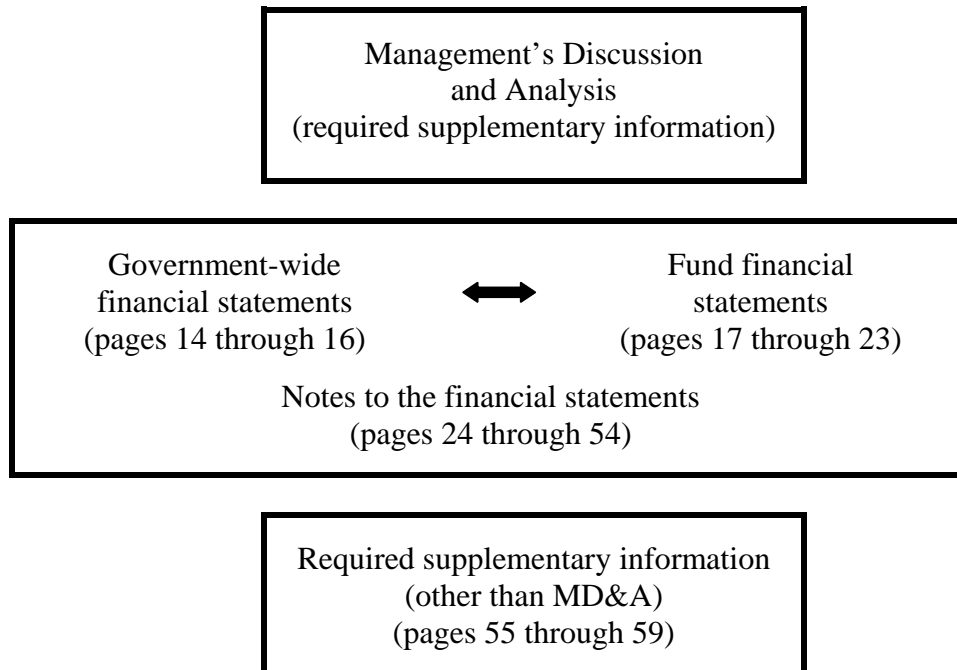 Management’s Discussion
and Analysis
(required supplementary information)
Government-wide
financial statements
(pages 14 through 16)
Fund financial
statements
(pages 17 through 23)
Notes to the financial statements
(pages 24 through 54)
Required supplementary information
(other than MD&A)
(pages 55 through 59)